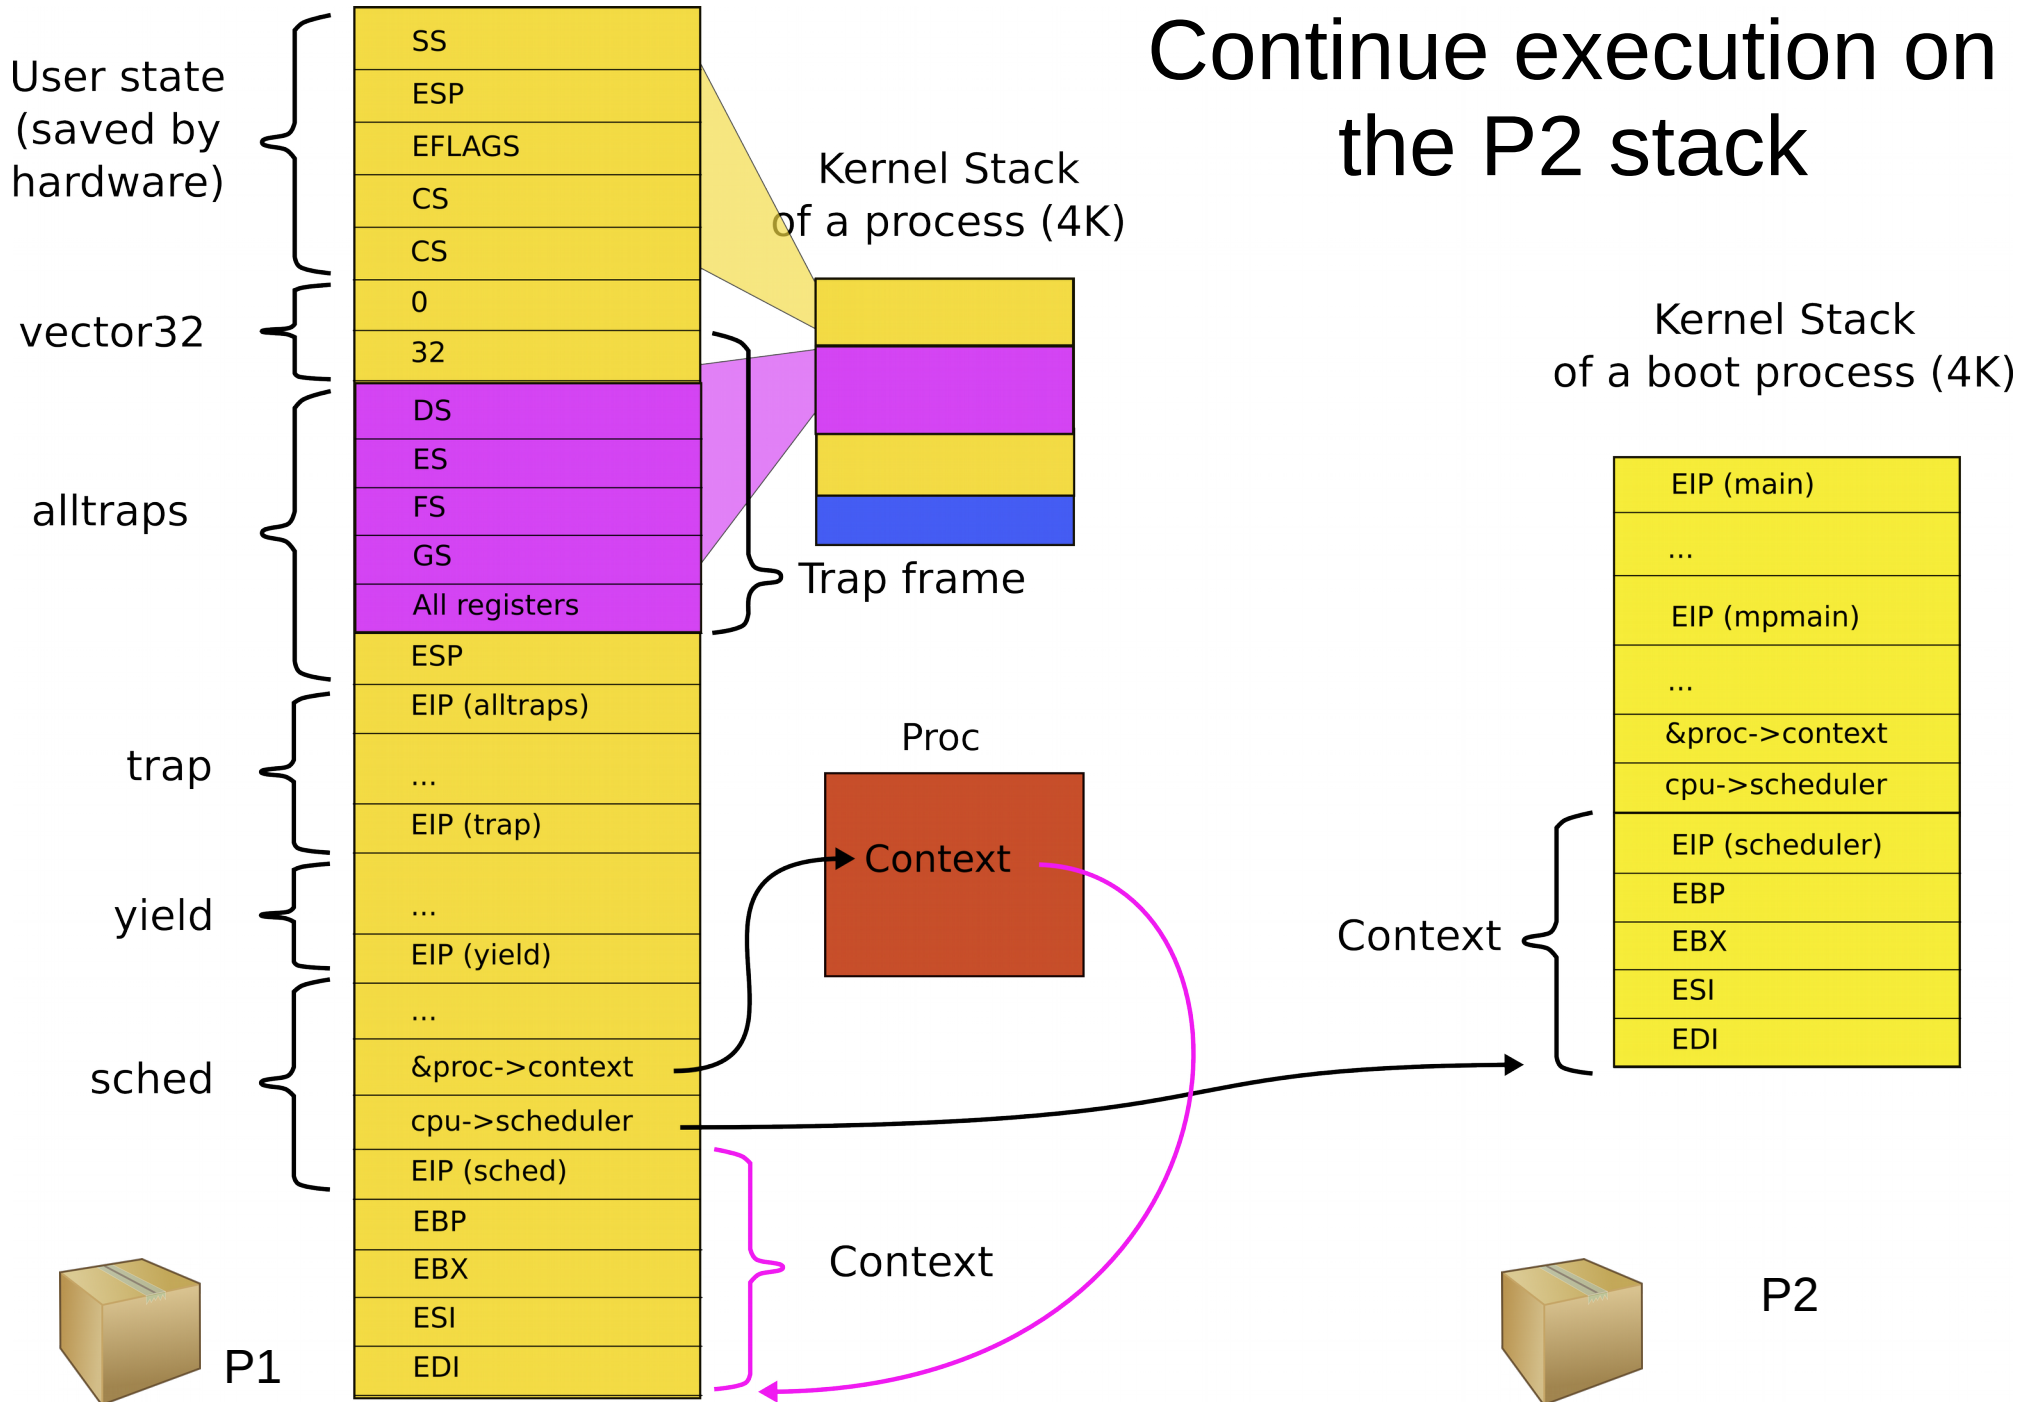 Continue execution on
the P2 stack
User state
(saved by
hardware)
vector32
alltraps
trap
yield
sched
SS
ESP
EFLAGS
CS
CS
0
32
DS
ES
FS
GS
All registers
ESP
EIP (alltraps)
...
EIP (trap)
...
EIP (yield)
...
&proc->context
cpu->scheduler
EIP (sched)
EBP
EBX
ESI
EDI
P1
Kernel Stack
of a process (4K)
Trap frame
Proc
Context
Context
Kernel Stack
of a boot process (4K)
EIP (main)
...
EIP (mpmain)
...
&proc->context
cpu->scheduler
EIP (scheduler)
EBP
EBX
ESI
EDI
Context
P2